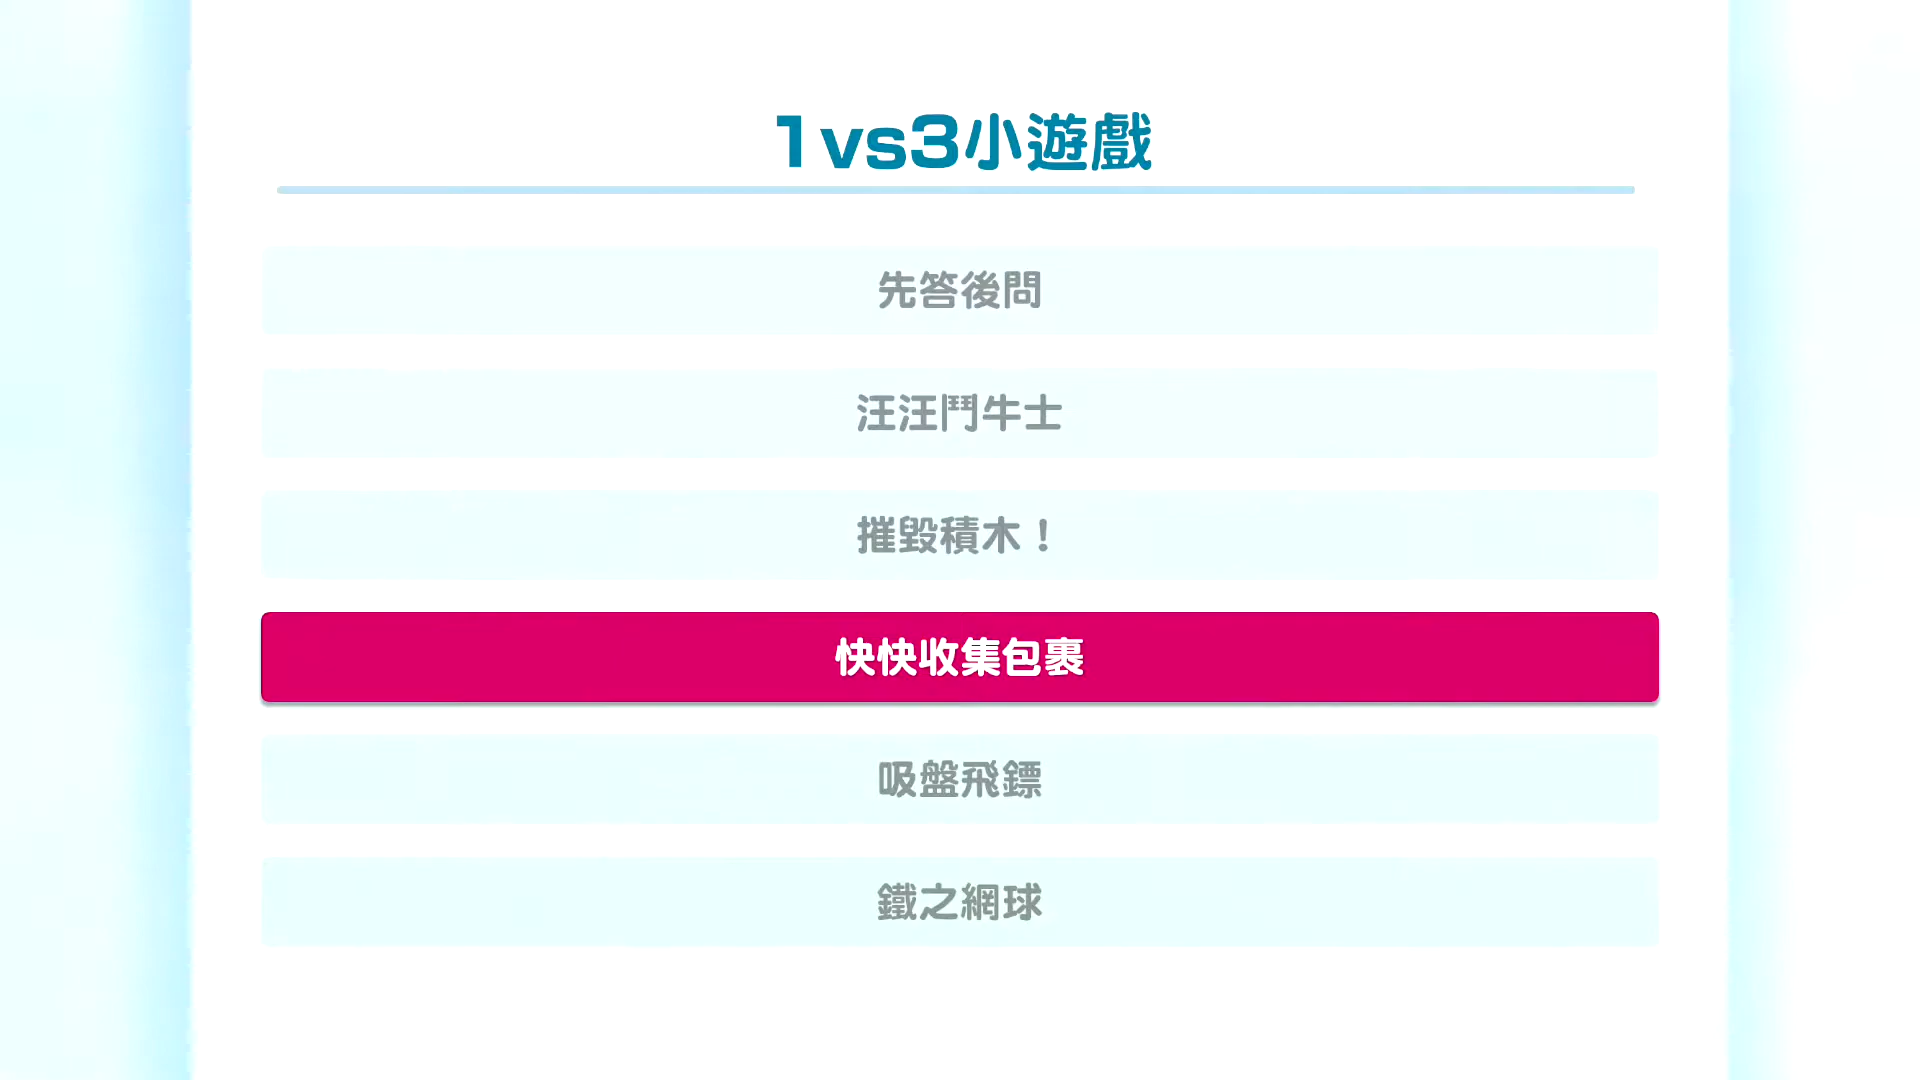 1vs3小遊戲
先答後問
汪汪鬥牛士
摧毀積木！
快快收集包裹
吸盤飛鏢
鐵之網球